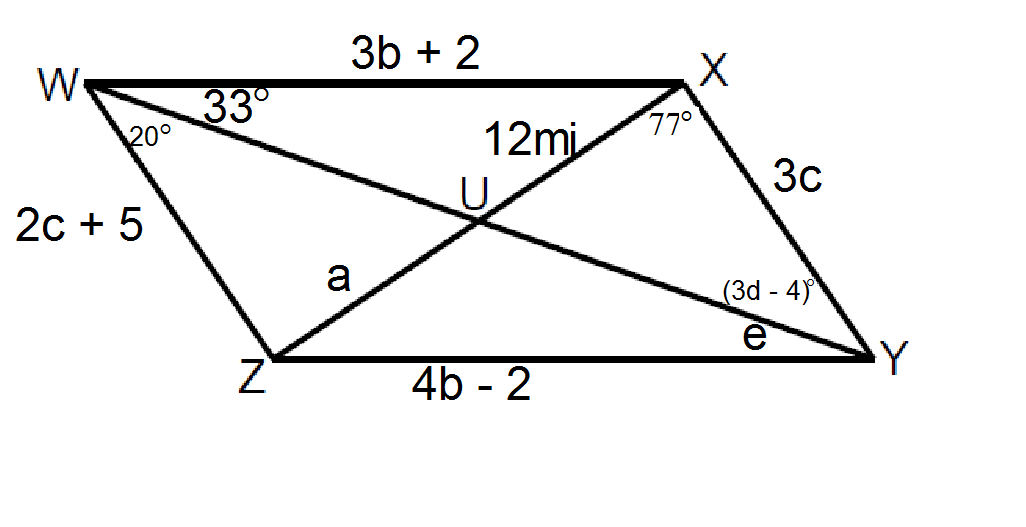 3b + 2
W
X
33°
20°
12mi
77°
3c
U
2c + 5
a
(3d - 4)°
e
Z
Y
4b - 2